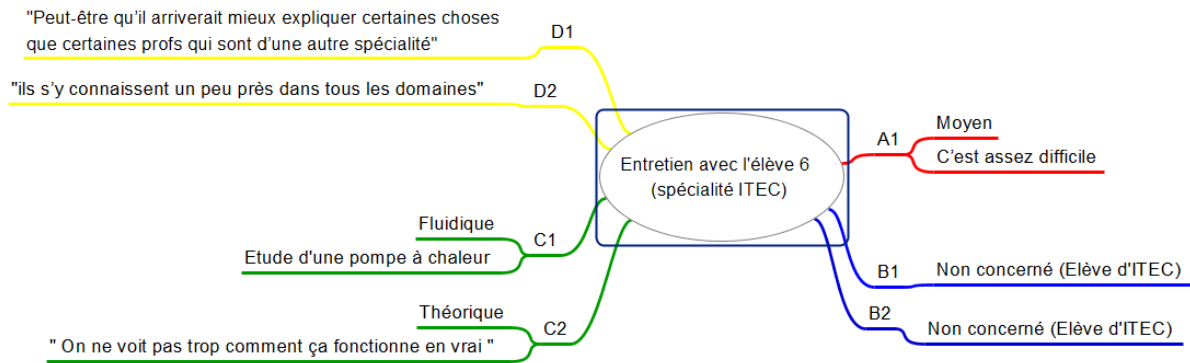 "Peut-être qu'il arriverait mieux expliquer certaines choses
que certaines profs qui sont d'une autre spécialité"
D1
"ils s'y connaissent un peu près dans tous les domaines"
D2
Entretien avec l'élève 6
(spécialité ITEC)
A1
Moyen
C'est assez difficile
Fluidique
Etude d'une pompe à chaleur
C1
B1
Non concerné (Elève d'ITEC)
B2
Non concerné (Elève d'ITEC)
Théorique
" On ne voit pas trop comment ça fonctionne en vrai "
C2